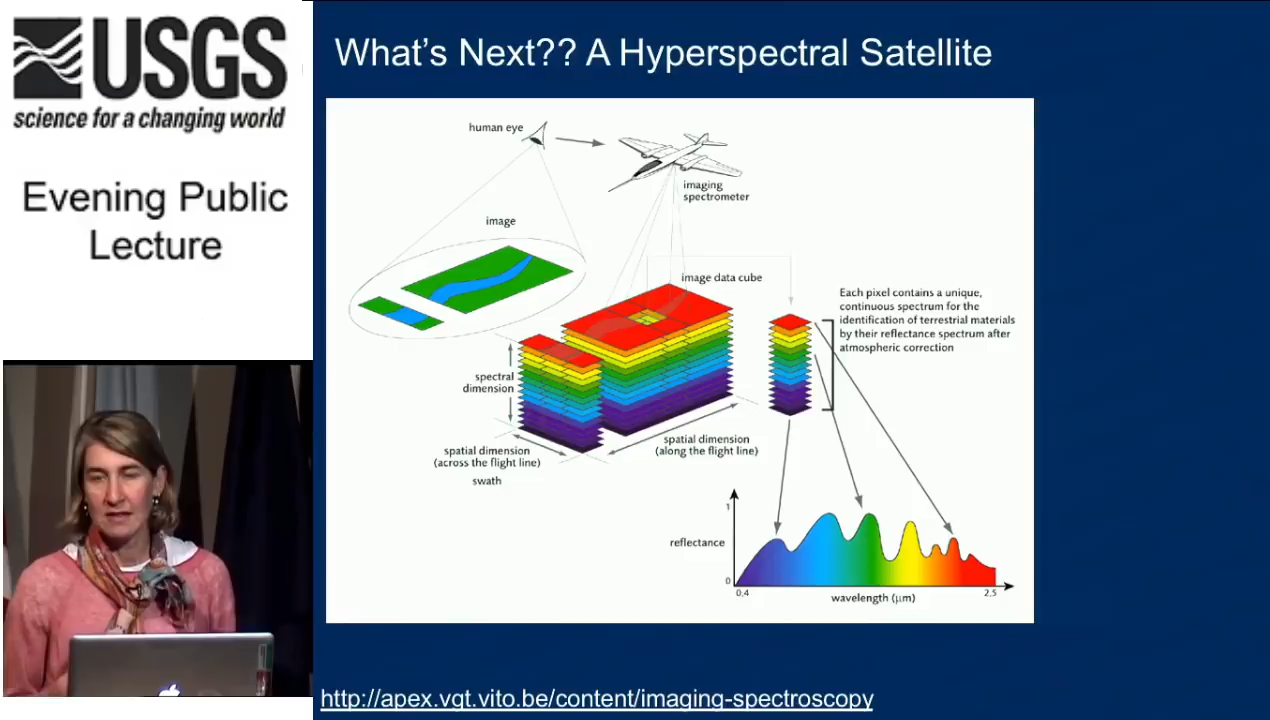 USGS
science for a changing world
Evening Public
Lecture
What's Next?? A Hyperspectral Satellite
human eye
imaging
spectrometer
image
image data cube
Each pixel contains a unique,
continuous spectrum for the
identification of terrestrial materials
by their reflectance spectrum after
atmospheric correction
spectral
dimension
spatial dimension
(across the flight line)
swath
spatial dimension
(along the flight line)
1
reflectance
0
0,4
wavelength (µm)
2,5
http://apex.vgt.vito.be/content/imaging-spectroscopy